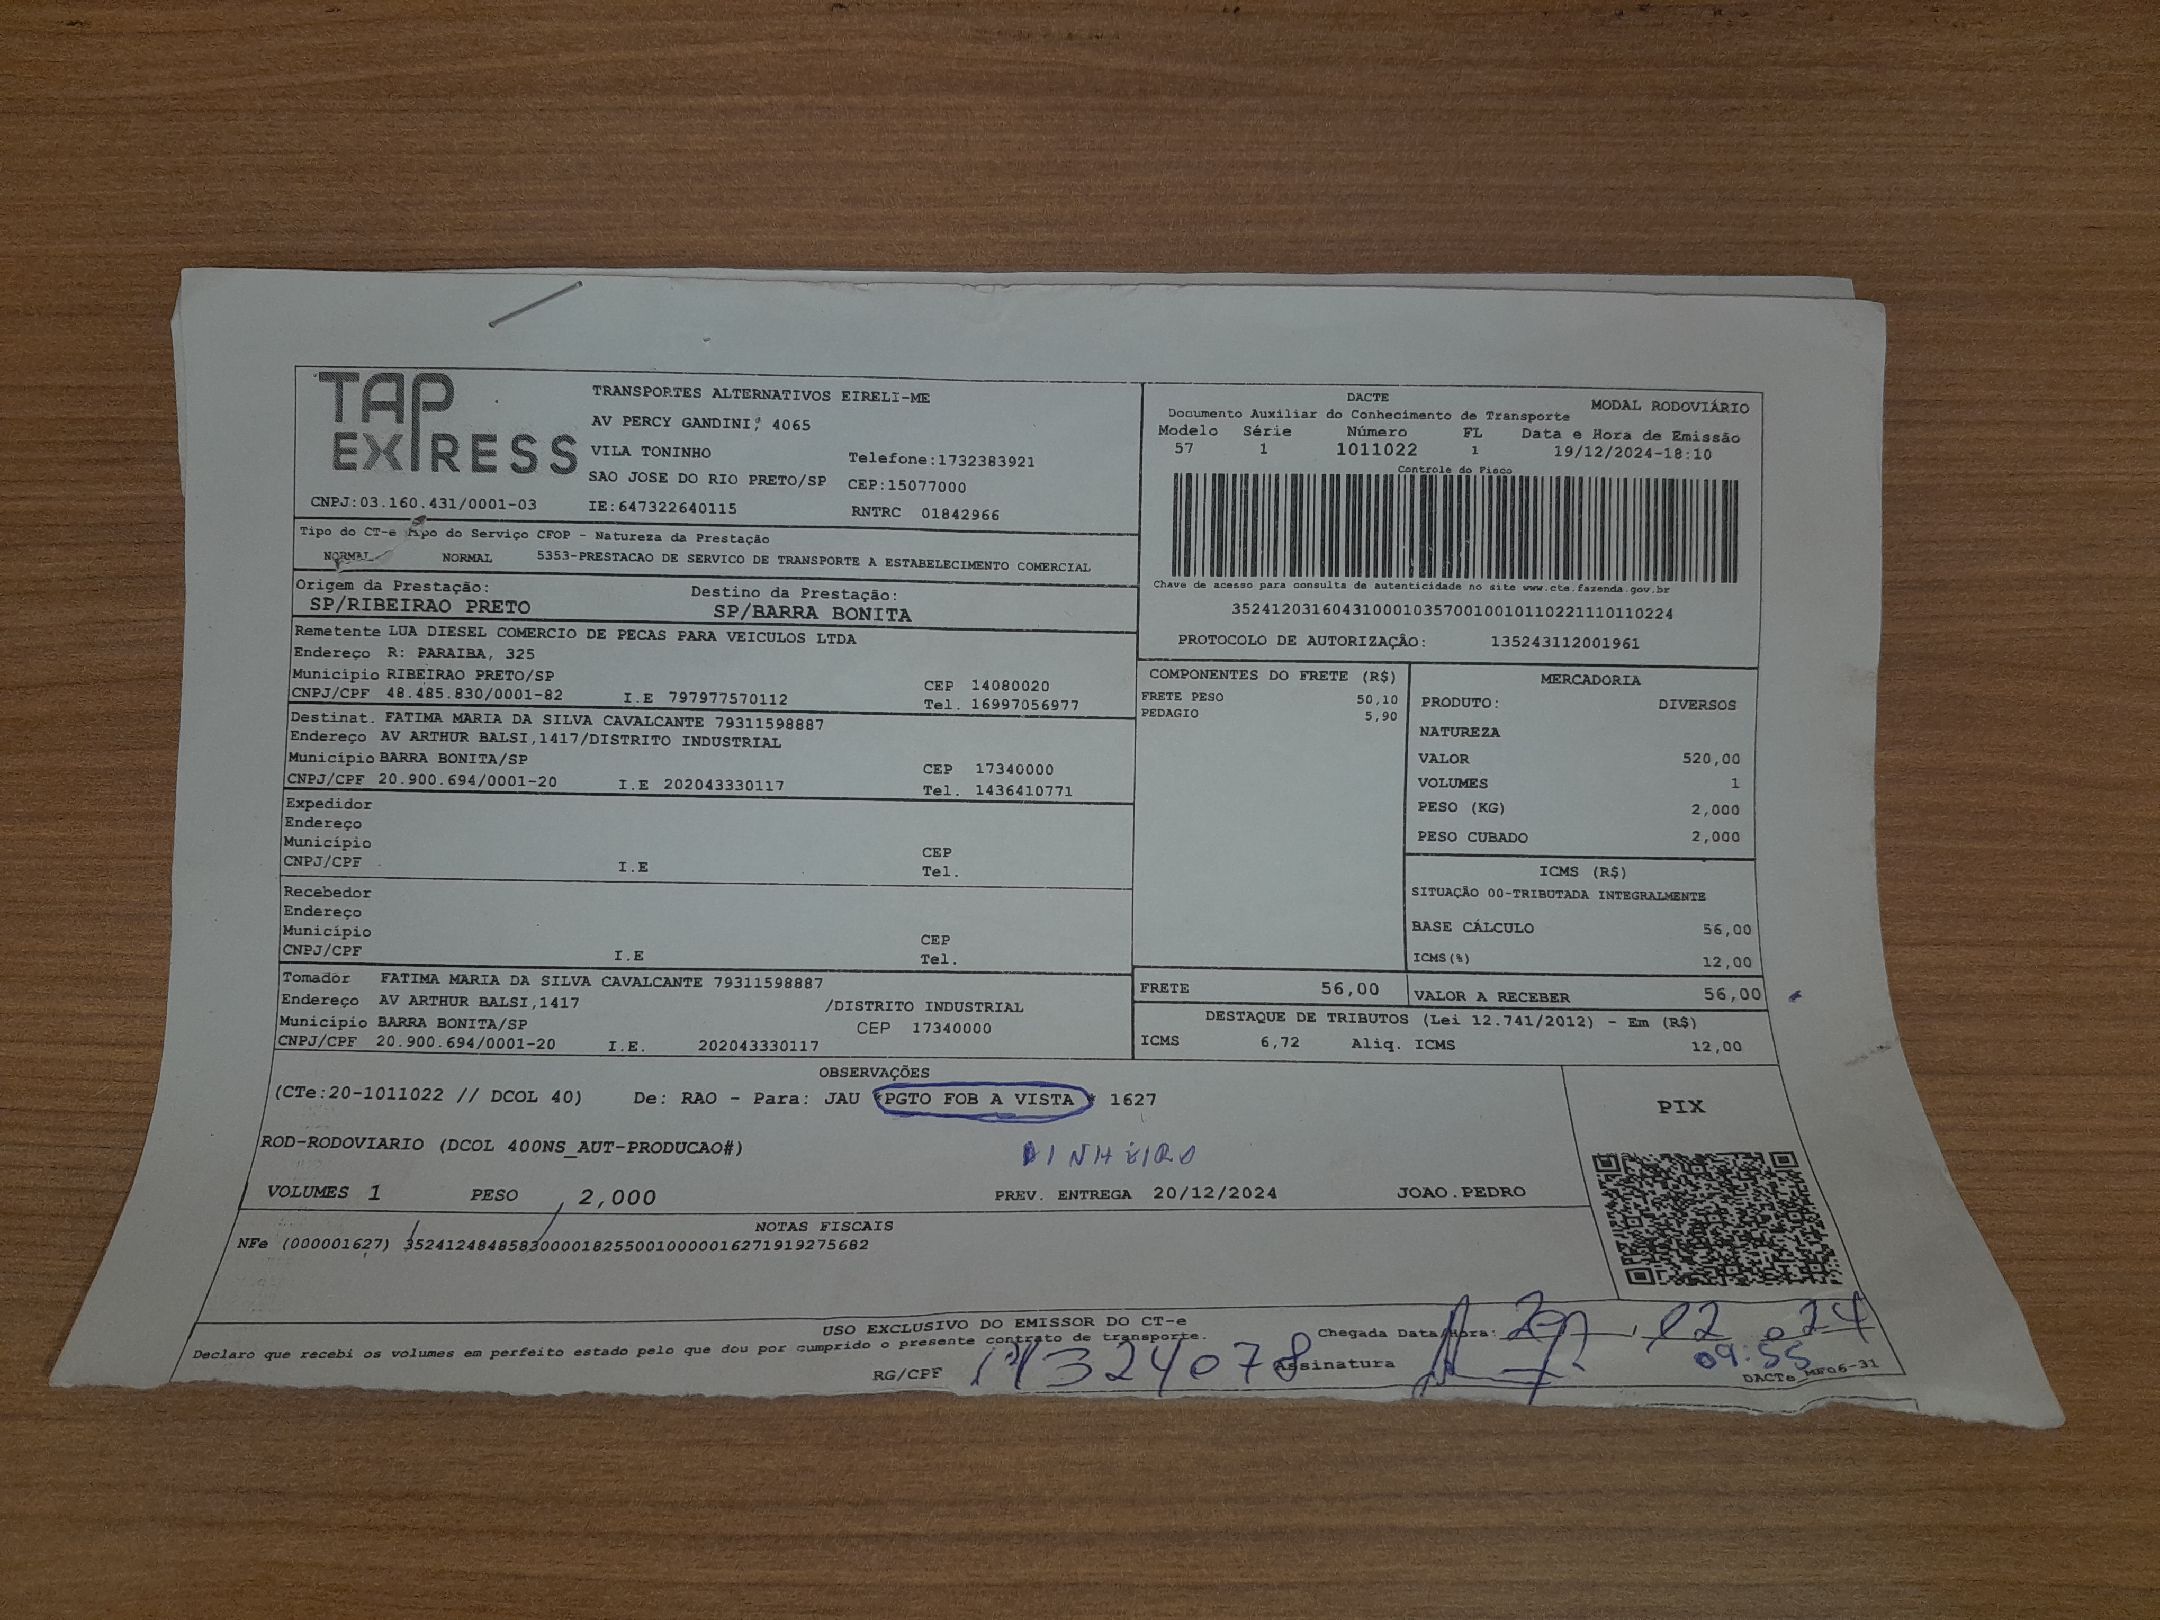 TAP EXPRESS
CNPJ:03.160.431/0001-03
TRANSPORTES ALTERNATIVOS EIRELI-ME
AV PERCY GANDINI, 4065
VILA TONINHO Telefone:1732383921
SAO JOSE DO RIO PRETO/SP CEP:15077000
IE:647322640115 RNTRC 01842966
DACTE MODAL RODOVIÁRIO
Documento Auxiliar do Conhecimento de Transporte
Modelo Série Número FL Data e Hora de Emissão
57 1 1011022 1 19/12/2024-18:10
Controle do Fisco
Chave de acesso para consulta de autenticidade no site www.cte.fazenda.gov.br
35241203160431000103570010010110221110110224
PROTOCOLO DE AUTORIZAÇÃO: 135243112001961
Tipo do CT-e Tipo do Serviço CFOP - Natureza da Prestação
NORMAL NORMAL 5353-PRESTACAO DE SERVICO DE TRANSPORTE A ESTABELECIMENTO COMERCIAL
Origem da Prestação: Destino da Prestação:
SP/RIBEIRAO PRETO SP/BARRA BONITA
Remetente LUA DIESEL COMERCIO DE PECAS PARA VEICULOS LTDA
Endereço R: PARAIBA, 325
Município RIBEIRAO PRETO/SP CEP 14080020
CNPJ/CPF 48.485.830/0001-82 I.E 797977570112 Tel. 16997056977
Destinat. FATIMA MARIA DA SILVA CAVALCANTE 79311598887
Endereço AV ARTHUR BALSI,1417/DISTRITO INDUSTRIAL
Município BARRA BONITA/SP CEP 17340000
CNPJ/CPF 20.900.694/0001-20 I.E 202043330117 Tel. 1436410771
Expedidor
Endereço
Município CEP
CNPJ/CPF I.E Tel.
Recebedor
Endereço
Município CEP
CNPJ/CPF I.E Tel.
Tomador FATIMA MARIA DA SILVA CAVALCANTE 79311598887
Endereço AV ARTHUR BALSI,1417 /DISTRITO INDUSTRIAL
Município BARRA BONITA/SP CEP 17340000
CNPJ/CPF 20.900.694/0001-20 I.E. 202043330117
COMPONENTES DO FRETE (R$)
FRETE PESO 50,10
PEDAGIO 5,90
MERCADORIA
PRODUTO: DIVERSOS
NATUREZA
VALOR 520,00
VOLUMES 1
PESO (KG) 2,000
PESO CUBADO 2,000
ICMS (R$)
SITUAÇÃO 00-TRIBUTADA INTEGRALMENTE
BASE CÁLCULO 56,00
ICMS(%) 12,00
FRETE 56,00 VALOR A RECEBER 56,00
DESTAQUE DE TRIBUTOS (Lei 12.741/2012) - Em (R$)
ICMS 6,72 Aliq. ICMS 12,00
OBSERVAÇÕES
(CTe:20-1011022 // DCOL 40) De: RAO - Para: JAU *PGTO FOB A VISTA* 1627
ROD-RODOVIARIO (DCOL 400NS_AUT-PRODUCAO#)
DINHEIRO
VOLUMES 1 PESO 2,000 PREV. ENTREGA 20/12/2024 JOAO.PEDRO
PIX
NOTAS FISCAIS
NFe (000001627) 35241248485830000182550010000016271919275682
USO EXCLUSIVO DO EMISSOR DO CT-e
Declaro que recebi os volumes em perfeito estado pelo que dou por cumprido o presente contrato de transporte.
Chegada Data/Hora: 12 24
09:55
RG/CPF 14324078 Assinatura
DACTe_MF06-31